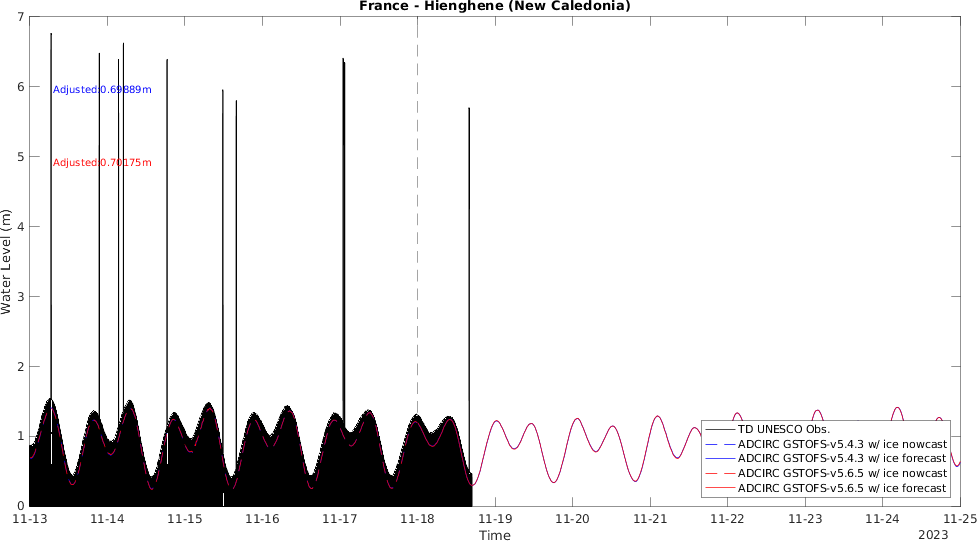 France - Hienghene (New Caledonia)
7
6
5
4
3
2
1
0
Water Level (m)
Adjusted:0.69889m
Adjusted:0.70175m
TD UNESCO Obs.
ADCIRC GSTOFS-v5.4.3 w/ ice nowcast
ADCIRC GSTOFS-v5.4.3 w/ ice forecast
ADCIRC GSTOFS-v5.6.5 w/ ice nowcast
ADCIRC GSTOFS-v5.6.5 w/ ice forecast
11-13 11-14 11-15 11-16 11-17 11-18 11-19 11-20 11-21 11-22 11-23 11-24 11-25
Time
2023